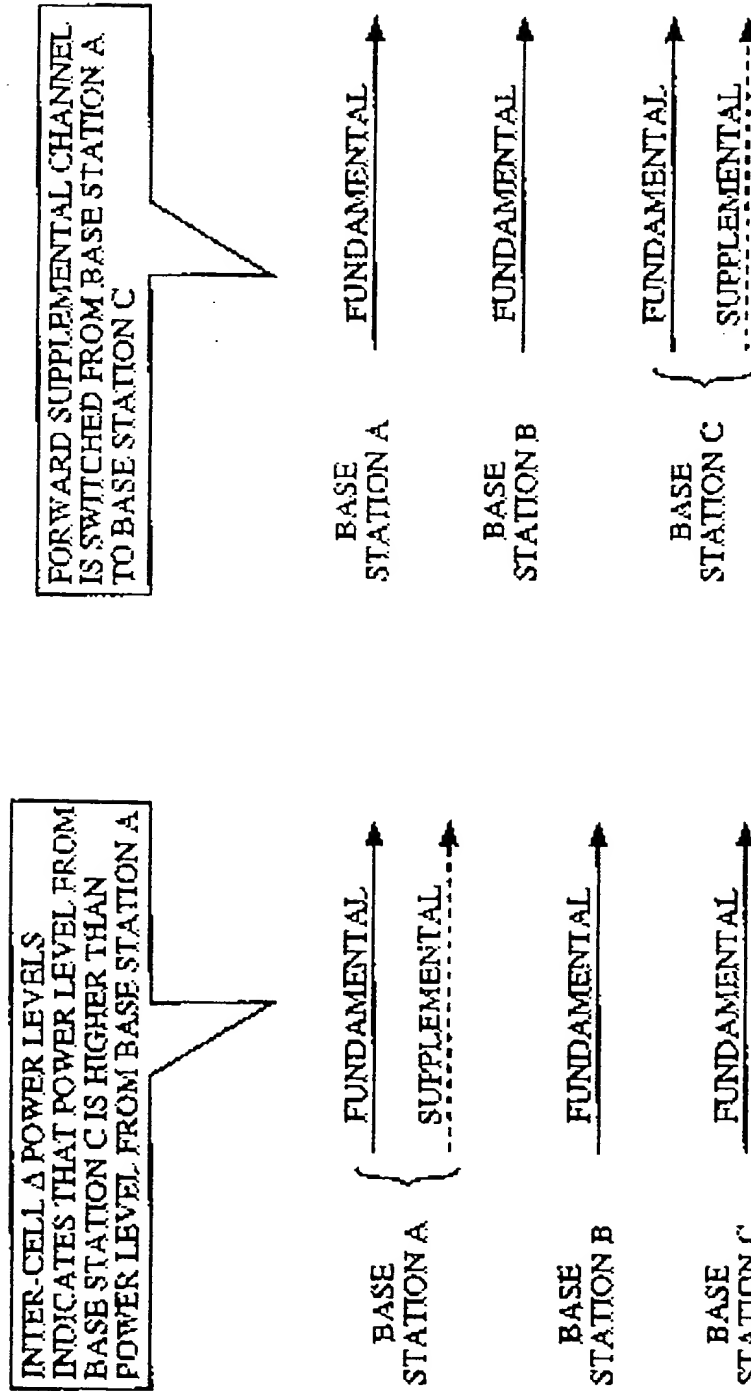 INTER-CELL Δ POWER LEVELS
INDICATES THAT POWER LEVEL FROM
BASE STATION C IS HIGHER THAN
POWER LEVEL FROM BASE STATION A
BASE
STATION A
FUNDAMENTAL
SUPPLEMENTAL
BASE
STATION B
FUNDAMENTAL
BASE
STATION C
FUNDAMENTAL
FORWARD SUPPLEMENTAL CHANNEL
IS SWITCHED FROM BASE STATION A
TO BASE STATION C
BASE
STATION A
FUNDAMENTAL
BASE
STATION B
FUNDAMENTAL
BASE
STATION C
FUNDAMENTAL
SUPPLEMENTAL